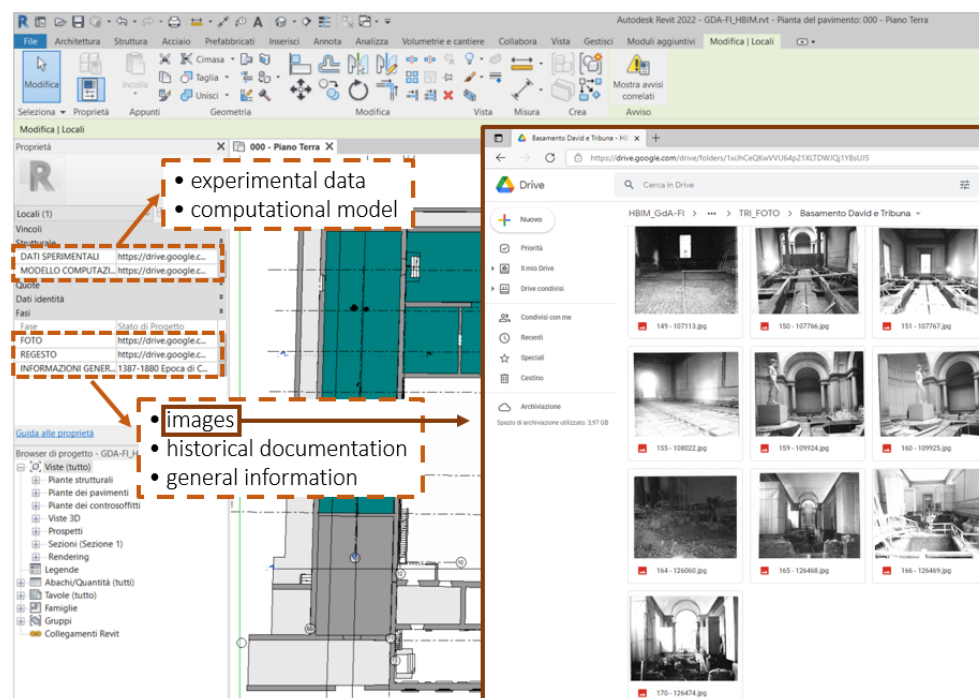 Autodesk Revit 2022 - GDA-FI_HBIM.rvt - Pianta del pavimento: 000 - Piano Terra
File Architettura Struttura Acciaio Prefabbricati Inserisci Annota Analizza Volumetrie e cantiere Collabora Vista Gestisci Moduli aggiuntivi Modifica | Locali
Modifica
Incolla
Cimasa
Taglia
Unisci
Mostra avvisi
correlati
Seleziona Proprietà Appunti Geometria Modifica Vista Misura Crea Avviso
Modifica | Locali
Proprietà X
000 - Piano Terra X
R
• experimental data
• computational model
Locali (1)
Vincoli
Strutturale
DATI SPERIMENTALI https://drive.google.c...
MODELLO COMPUTAZI... https://drive.google.c...
Quote
Dati identità
Fasi
Fase Stato di Progetto
FOTO https://drive.google.c...
REGESTO https://drive.google.c...
INFORMAZIONI GENER... 1387-1880 Epoca di C...
• images
• historical documentation
• general information
Guida alle proprietà
Browser di progetto - GDA-FI_H
Viste (tutto)
Piante strutturali
Piante dei pavimenti
Piante dei controsoffitti
Viste 3D
Prospetti
Sezioni (Sezione 1)
Rendering
Legende
Abachi/Quantità (tutti)
Tavole (tutto)
Famiglie
Gruppi
Collegamenti Revit
Basamento David e Tribuna - HB
https://drive.google.com/drive/folders/1xiJhCeQKwVVU64p21XLTDWJQj1YBsUJ5
Drive
Cerca in Drive
Nuovo
HBIM_GdA-FI > ••• > TRI_FOTO > Basamento David e Tribuna
Priorità
Il mio Drive
Drive condivisi
Condivisi con me
Recenti
Speciali
Cestino
Archiviazione
Spazio di archiviazione utilizzato: 3,97 GB
149 - 107113.jpg
150 - 107766.jpg
151 - 107767.jpg
155 - 108022.jpg
159 - 109924.jpg
160 - 109925.jpg
164 - 126060.jpg
165 - 126468.jpg
166 - 126469.jpg
170 - 126474.jpg